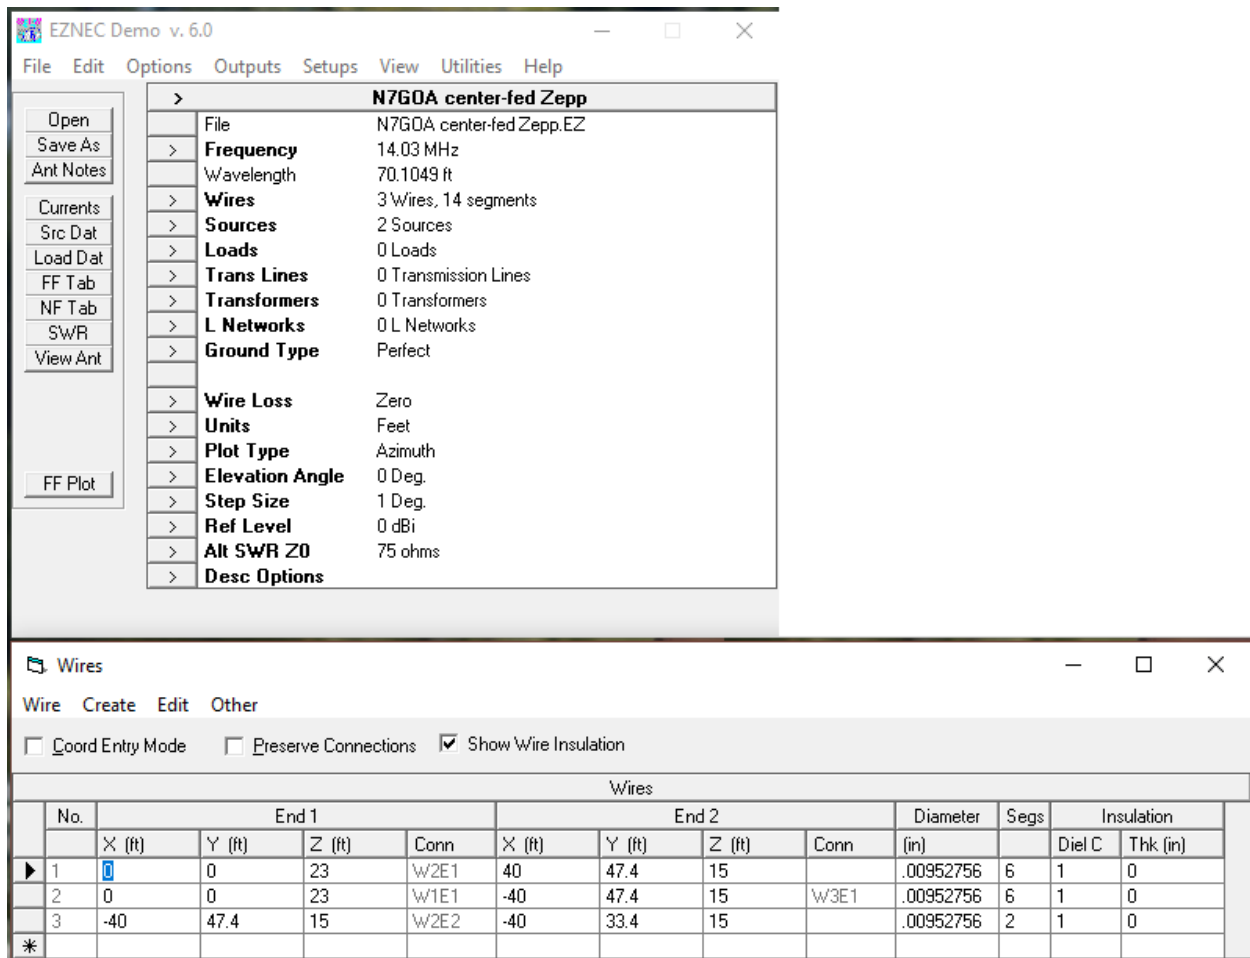 EZNEC Demo v. 6.0
File Edit Options Outputs Setups View Utilities Help
Open
Save As
Ant Notes
Currents
Src Dat
Load Dat
FF Tab
NF Tab
SWR
View Ant
FF Plot
> N7GOA center-fed Zepp
File N7GOA center-fed Zepp.EZ
> Frequency 14.03 MHz
Wavelength 70.1049 ft
> Wires 3 Wires, 14 segments
> Sources 2 Sources
> Loads 0 Loads
> Trans Lines 0 Transmission Lines
> Transformers 0 Transformers
> L Networks 0 L Networks
> Ground Type Perfect
> Wire Loss Zero
> Units Feet
> Plot Type Azimuth
> Elevation Angle 0 Deg.
> Step Size 1 Deg.
> Ref Level 0 dBi
> Alt SWR Z0 75 ohms
> Desc Options
Wires
Wire Create Edit Other
Coord Entry Mode Preserve Connections Show Wire Insulation
Wires
No. End 1 End 2 Diameter Segs Insulation
X (ft) Y (ft) Z (ft) Conn X (ft) Y (ft) Z (ft) Conn (in) Diel C Thk (in)
1 0 0 23 W2E1 40 47.4 15 .00952756 6 1 0
2 0 0 23 W1E1 -40 47.4 15 W3E1 .00952756 6 1 0
3 -40 47.4 15 W2E2 -40 33.4 15 .00952756 2 1 0
*